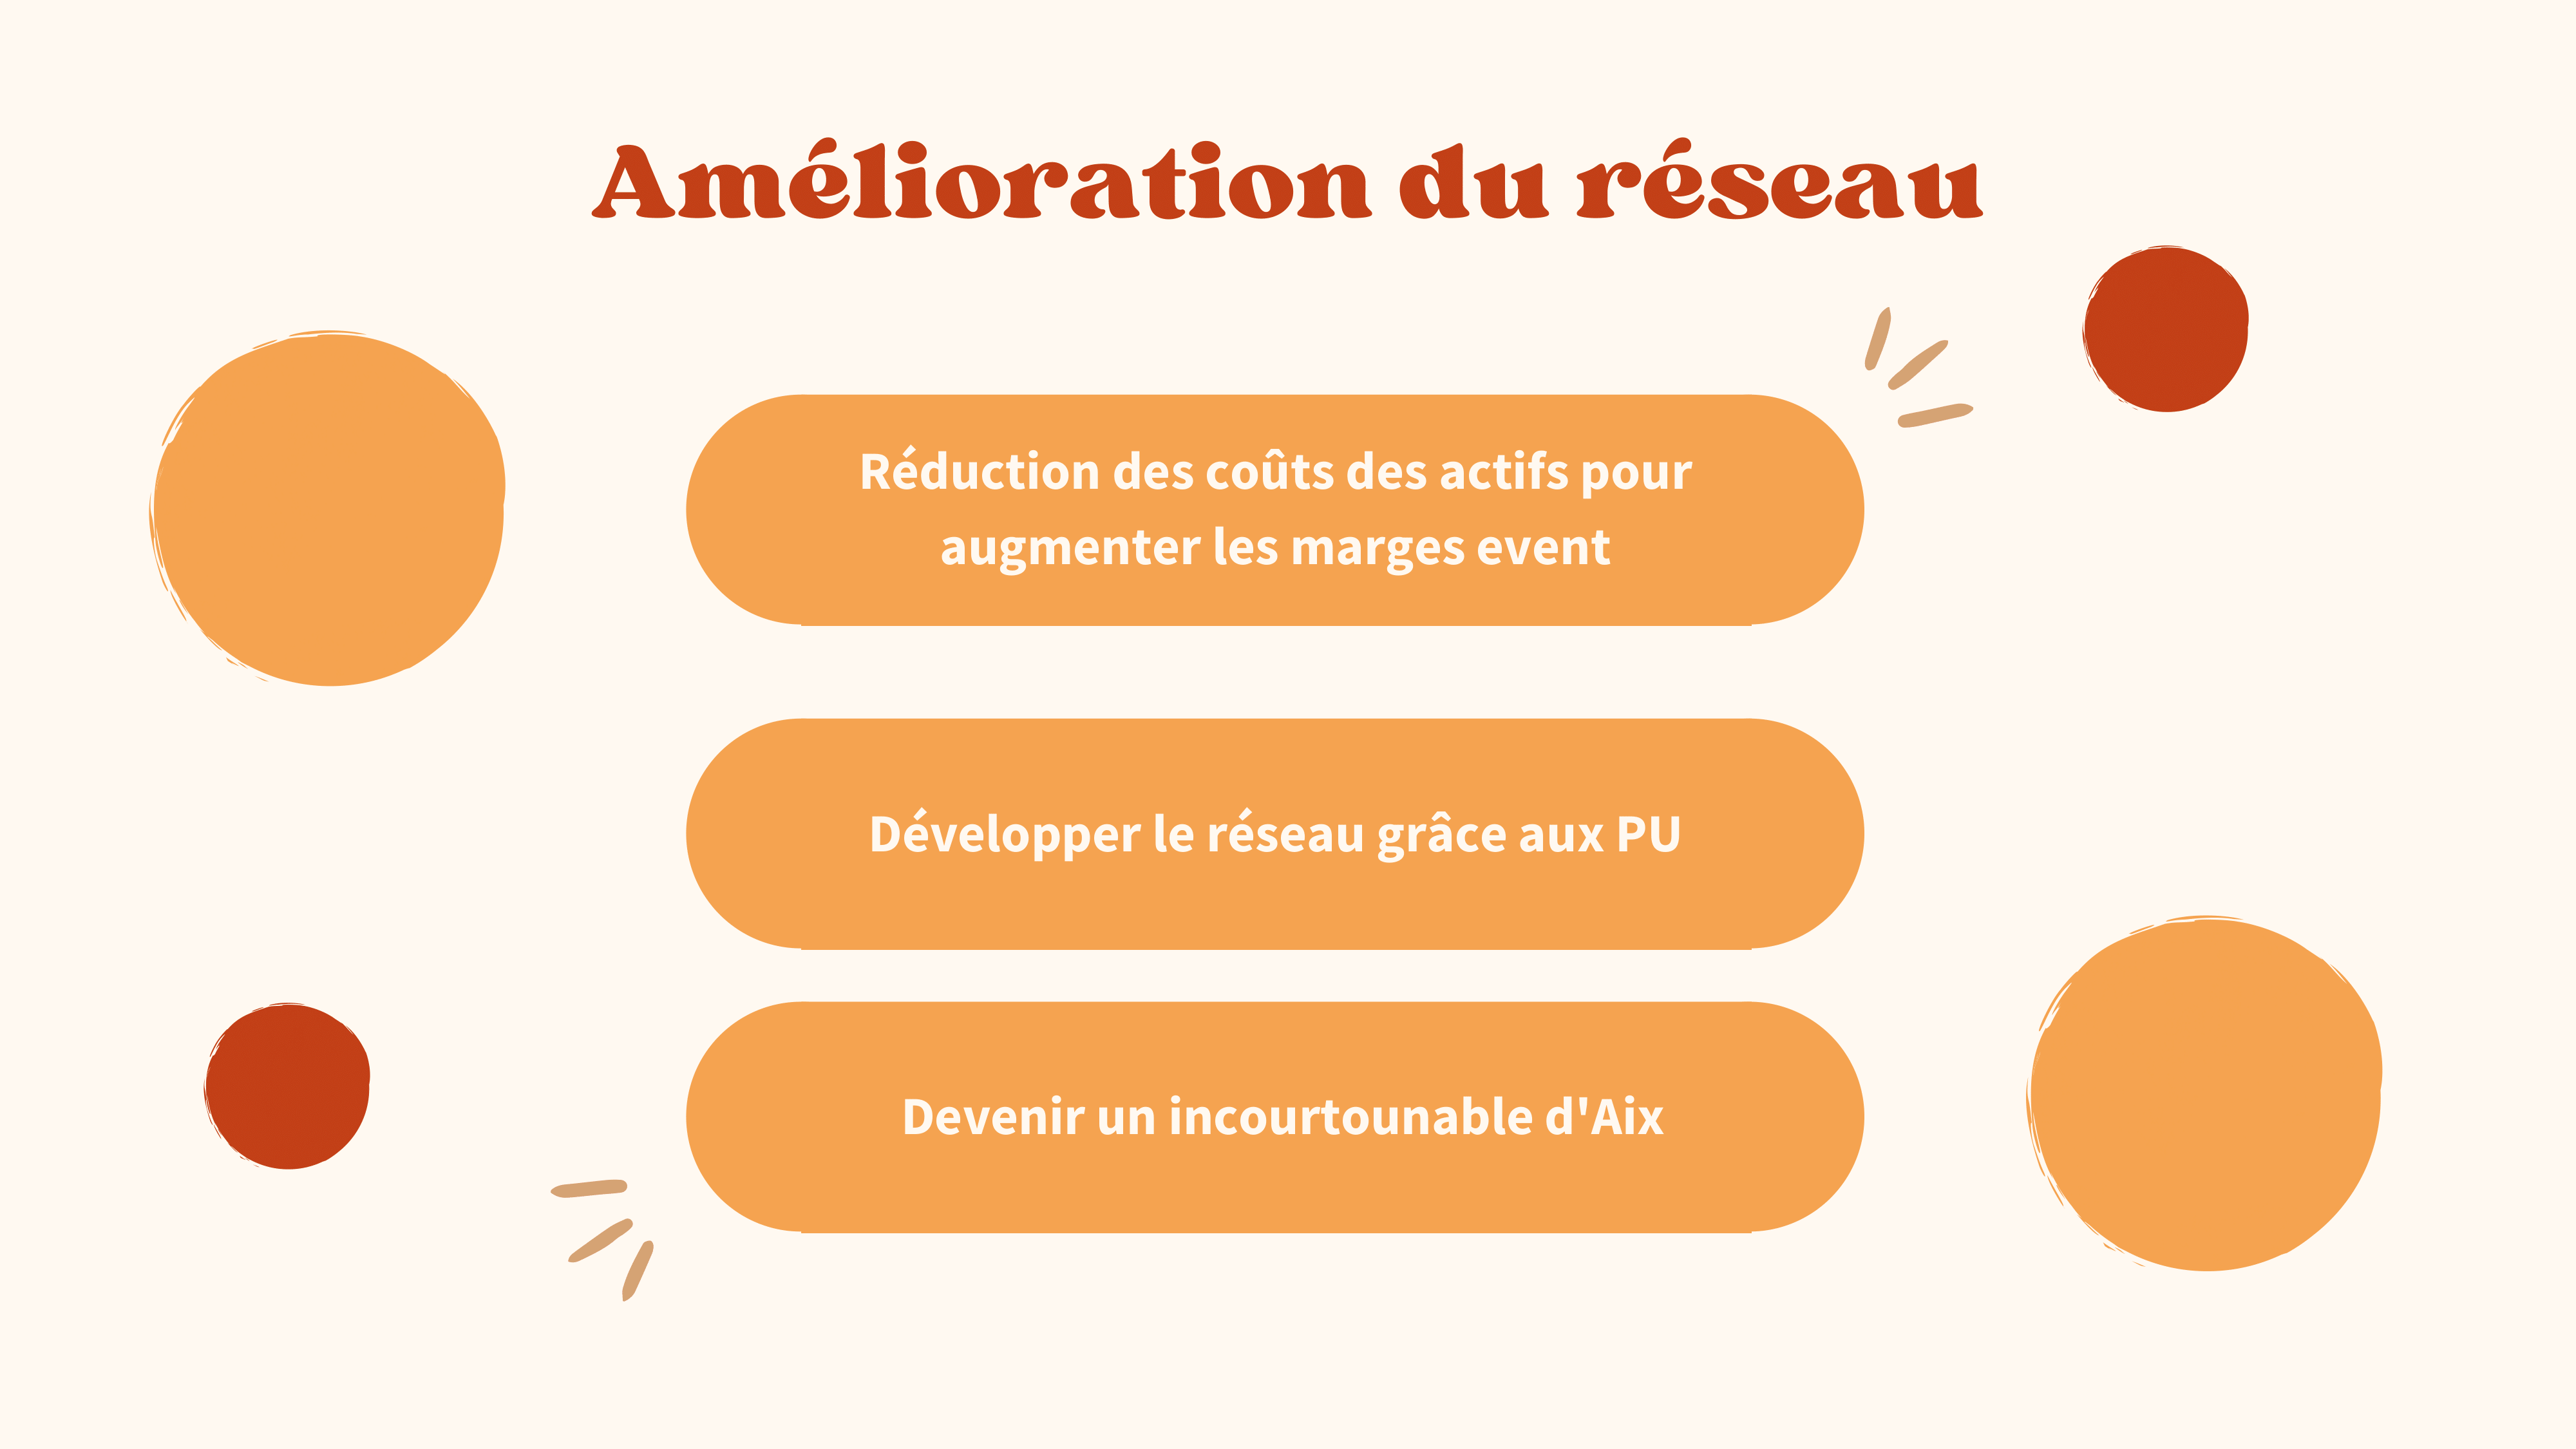 Amélioration du réseau
Réduction des coûts des actifs pour
augmenter les marges event
Développer le réseau grâce aux PU
Devenir un incourtounable d'Aix